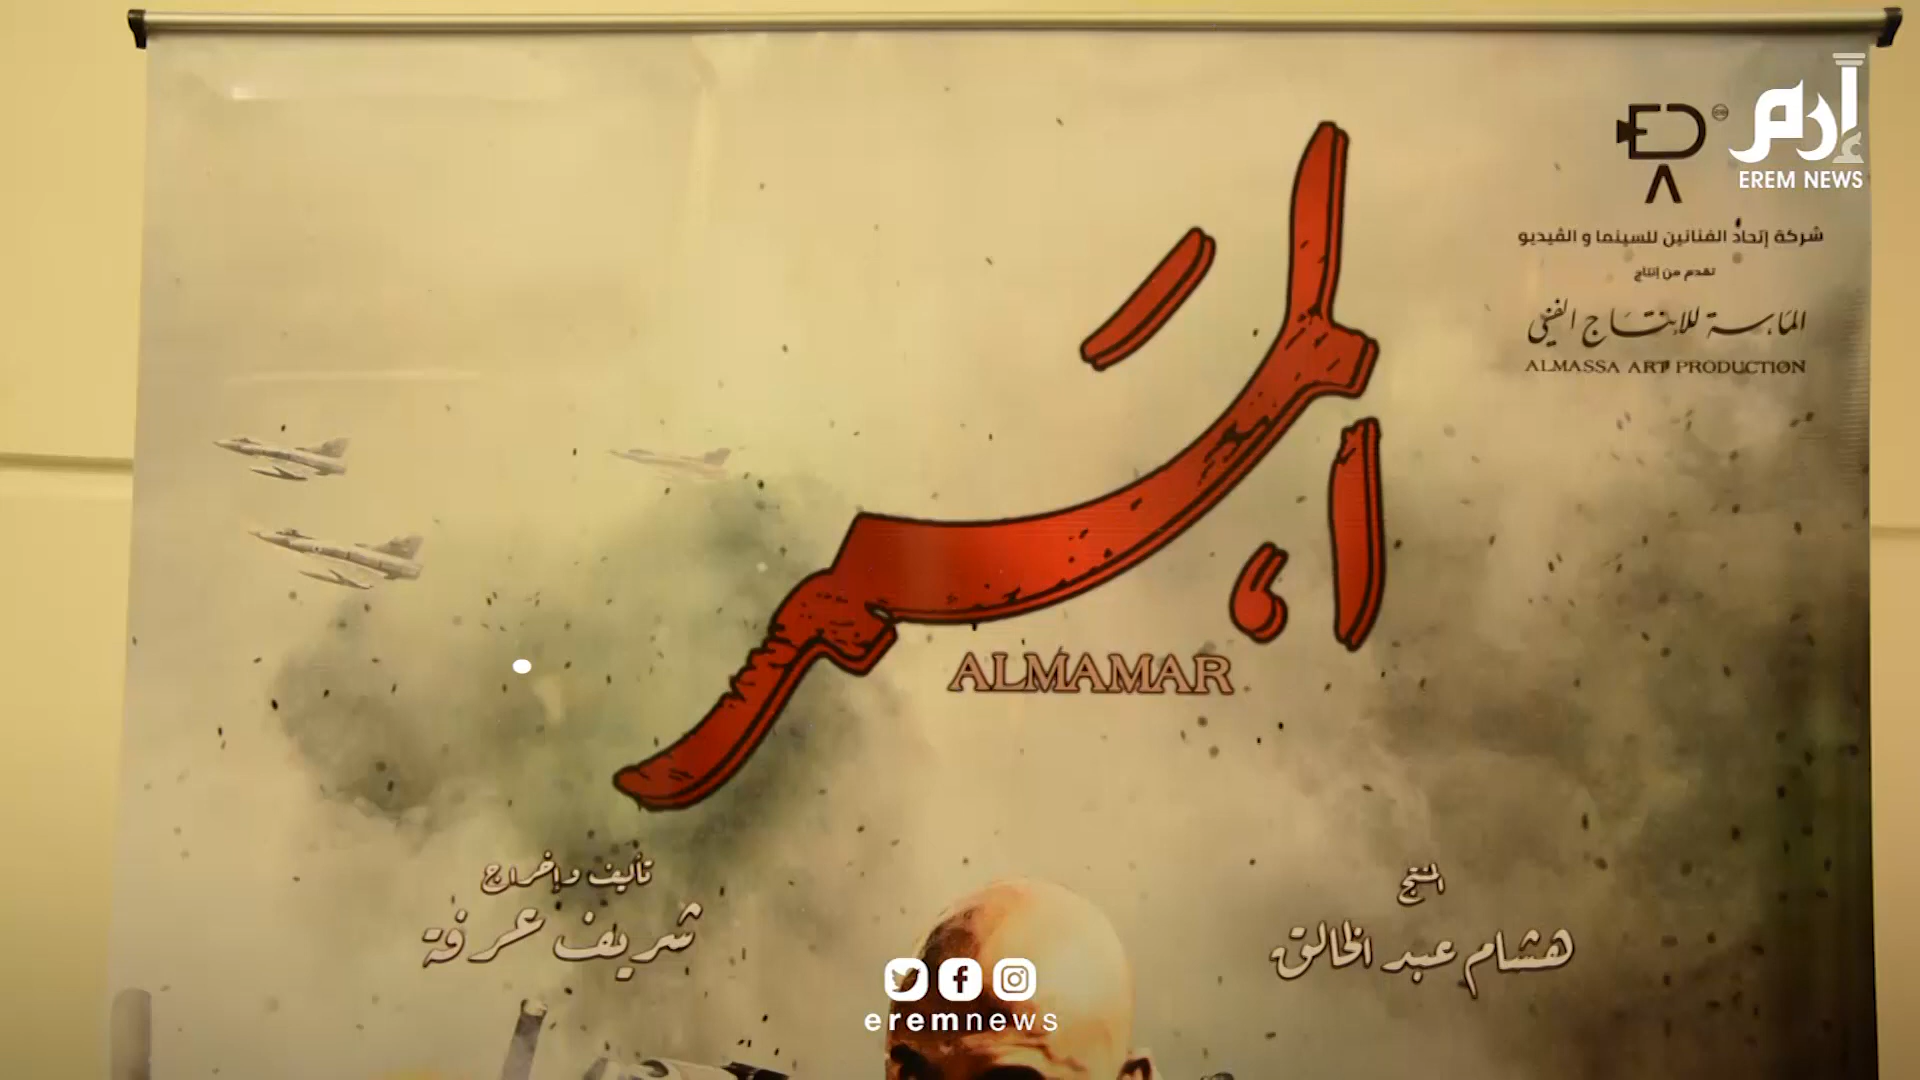 إرم
EREM NEWS
شركة إتحاد الفنانين للسينما و الڤيديو
تقدم من إنتاج
الماسة للإنتاج الفني
ALMASSA ART PRODUCTION
الممر
ALMAMAR
المنتج
هشام عبد الخالق
تأليف وإخراج
شريف عرفة
eremnews